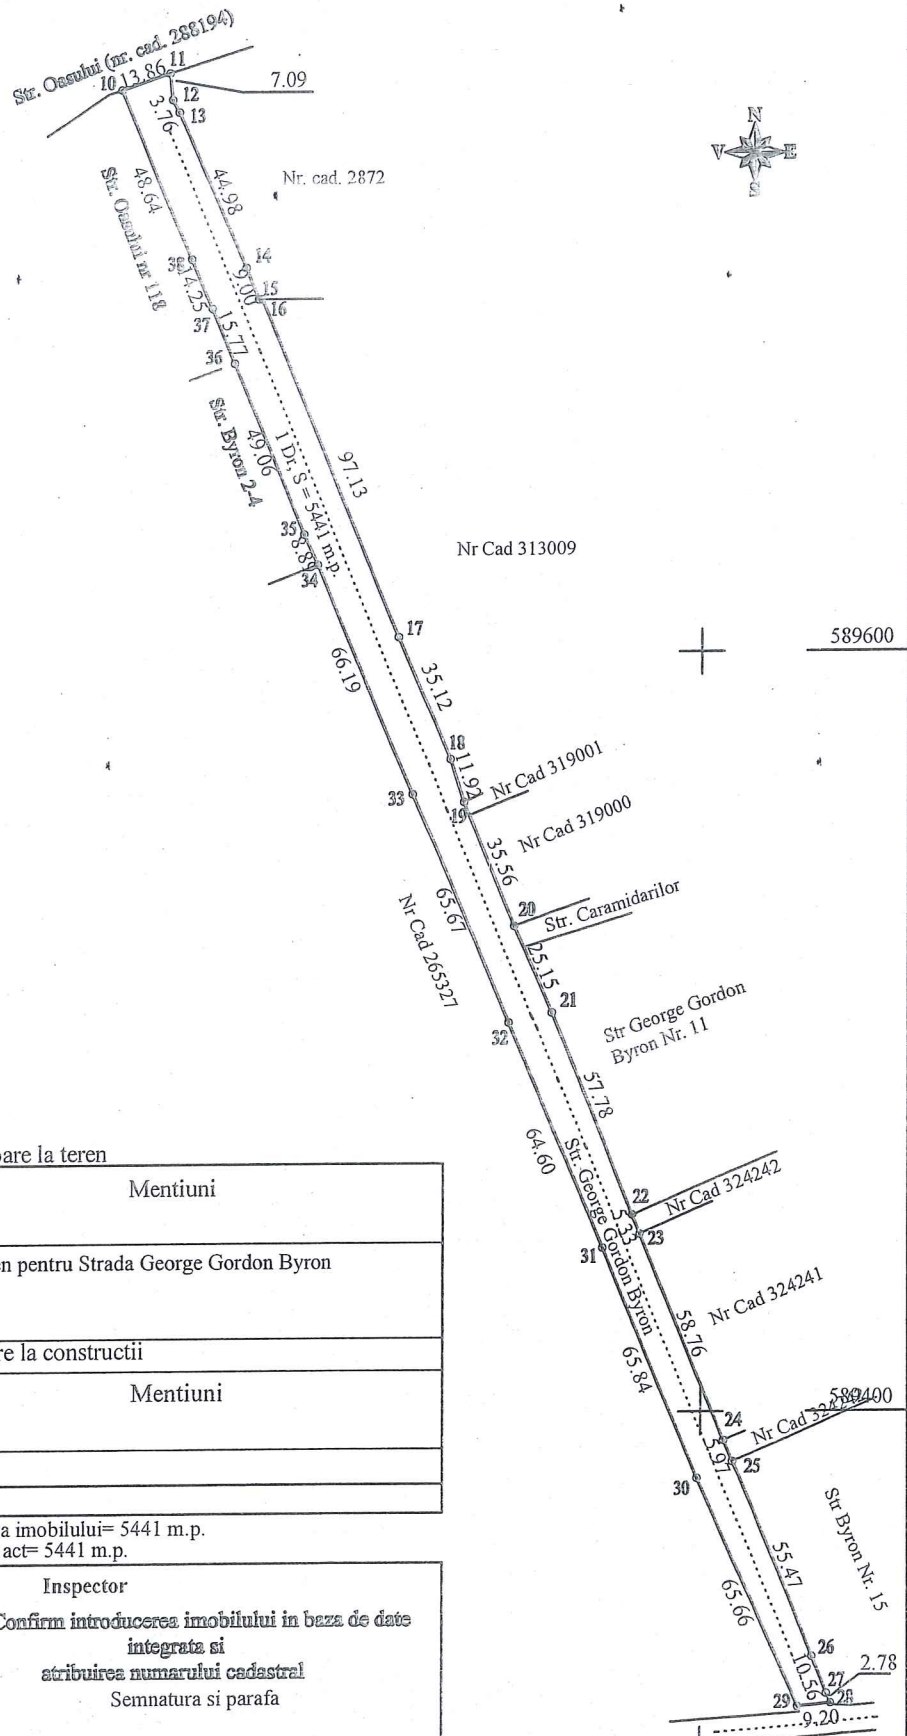 Str. Oasului (nr. cad. 288194)
10
13.86
11
7.09
12
3.76
13
N
V
E
S
48.64
44.98
Nr. cad. 2872
Str. Oasului nr 118
38
14
14.25
9.00
15
16
37
15.77
36
Str. Byron 2-4
49.06
1 Dr, S = 5441 m.p.
97.13
35
8.89
34
Nr Cad 313009
17
589600
66.19
35.12
18
11.92
Nr Cad 319001
33
19
Nr Cad 319000
35.56
65.67
Nr Cad 265327
20
Str. Caramidarilor
25.15
21
32
Str George Gordon
Byron Nr. 11
57.78
64.60
Str. George Gordon Byron
22
Nr Cad 324242
5.33
23
31
Nr Cad 324241
58.76
65.84
24
589400
Nr Cad
5.97
25
30
Str Byron Nr. 15
55.47
65.66
26
10.56
27
2.78
28
29
9.20
oare la teren
Mentiuni
n pentru Strada George Gordon Byron
re la constructii
Mentiuni
a imobilului= 5441 m.p.
act= 5441 m.p.
Inspector
Confirm introducerea imobilului in baza de date
integrata si
atribuirea numarului cadastral
Semnatura si parafa